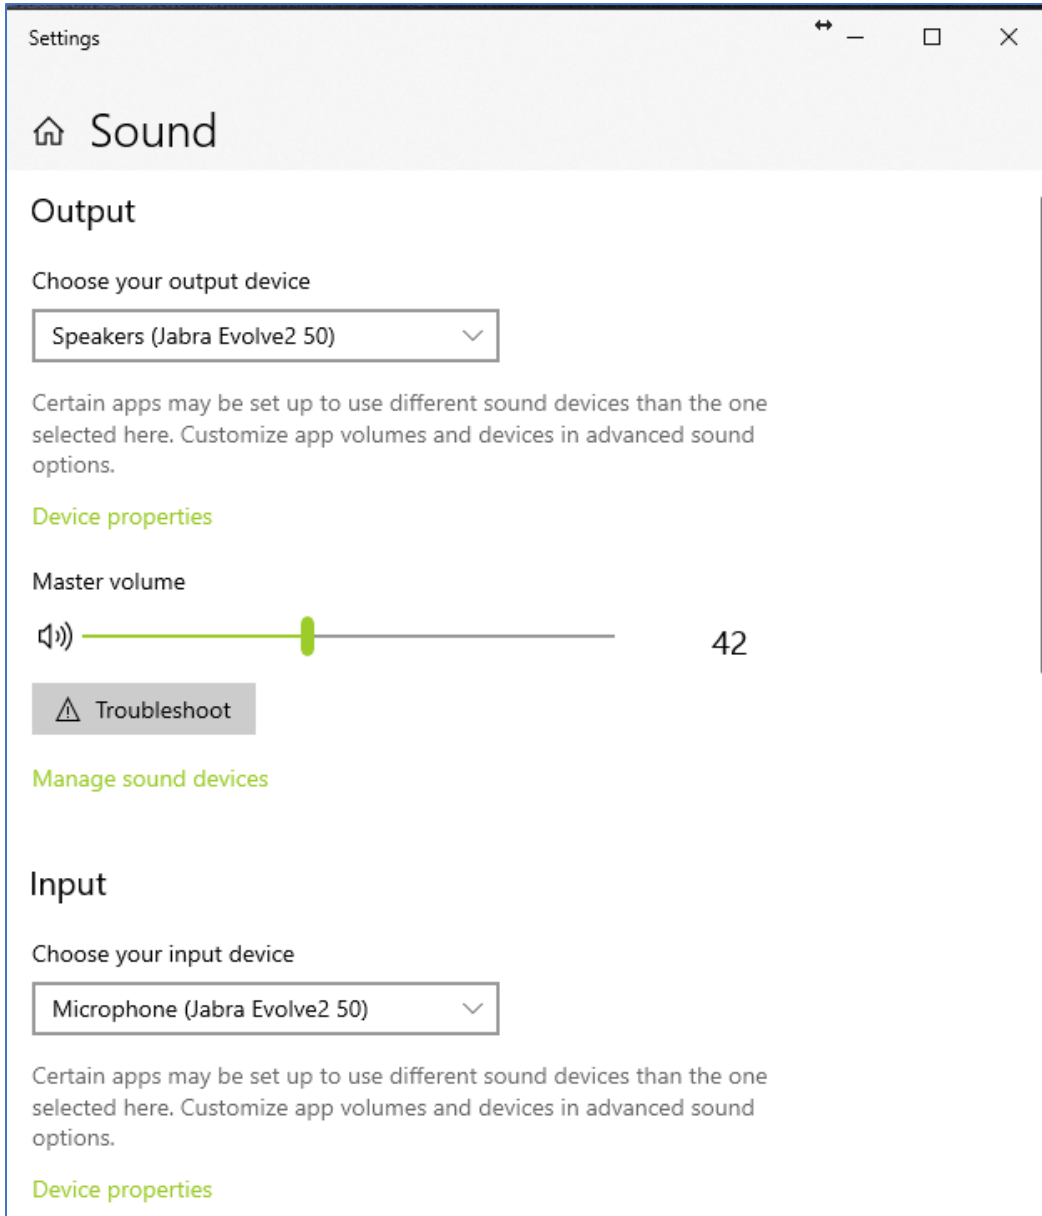 Settings
Sound
Output
Choose your output device
Speakers (Jabra Evolve2 50)
Certain apps may be set up to use different sound devices than the one
selected here. Customize app volumes and devices in advanced sound
options.
Device properties
Master volume
42
Troubleshoot
Manage sound devices
Input
Choose your input device
Microphone (Jabra Evolve2 50)
Certain apps may be set up to use different sound devices than the one
selected here. Customize app volumes and devices in advanced sound
options.
Device properties